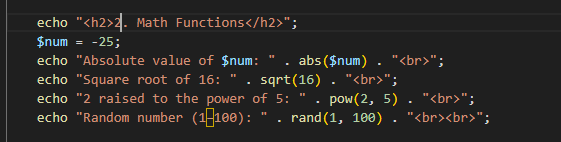 echo "<h2>2. Math Functions</h2>";
$num = -25;
echo "Absolute value of $num: " . abs($num) . "<br>";
echo "Square root of 16: " . sqrt(16) . "<br>";
echo "2 raised to the power of 5: " . pow(2, 5) . "<br>";
echo "Random number (1–100): " . rand(1, 100) . "<br><br>";